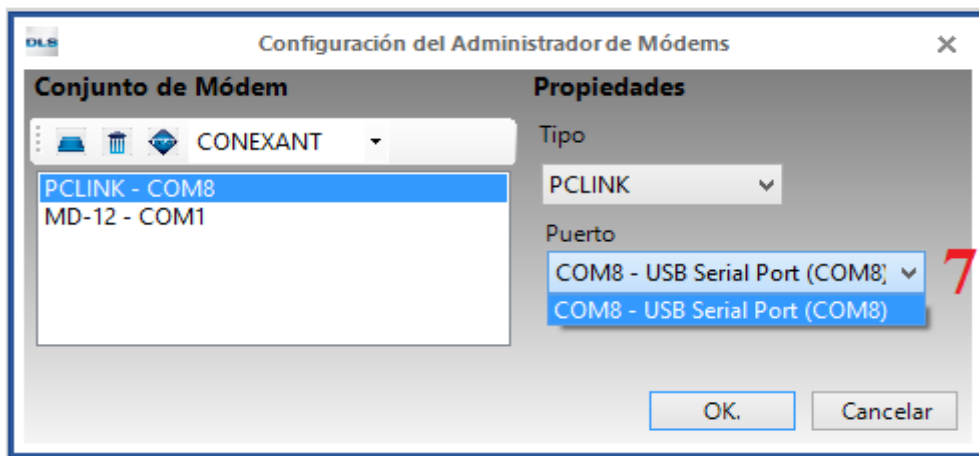 DLS
Configuración del Administrador de Módems
Conjunto de Módem
Propiedades
CONEXANT
Tipo
PCLINK - COM8
MD-12 - COM1
PCLINK
Puerto
COM8 - USB Serial Port (COM8)
7
COM8 - USB Serial Port (COM8)
OK.
Cancelar